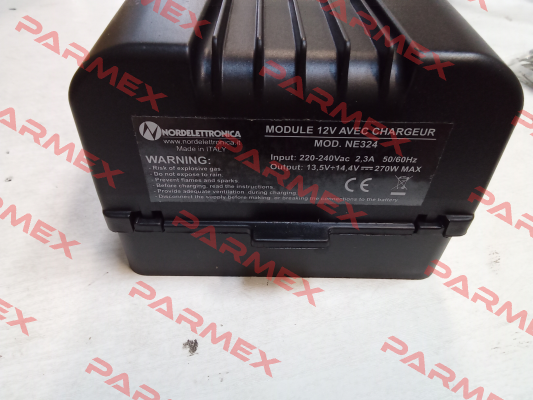 NORDELETTRONICA
www.nordelettronica.it
Made in ITALY
MODULE 12V AVEC CHARGEUR
MOD. NE324
Input: 220-240Vac 2,3A 50/60Hz
Output: 13,5V÷14,4V⎓270W MAX
WARNING:
- Risk of explosive gas
- Do not expose to rain.
- Prevent flames and sparks.
- Before charging, read the instructions.
- Provide adequate ventilation, during charging
- Disconnect the supply before making, or breaking the connections to the battery.
CE
PARMEX
PARMEX
PARMEX
PARMEX
PARMEX
PARMEX
PARMEX
PARMEX